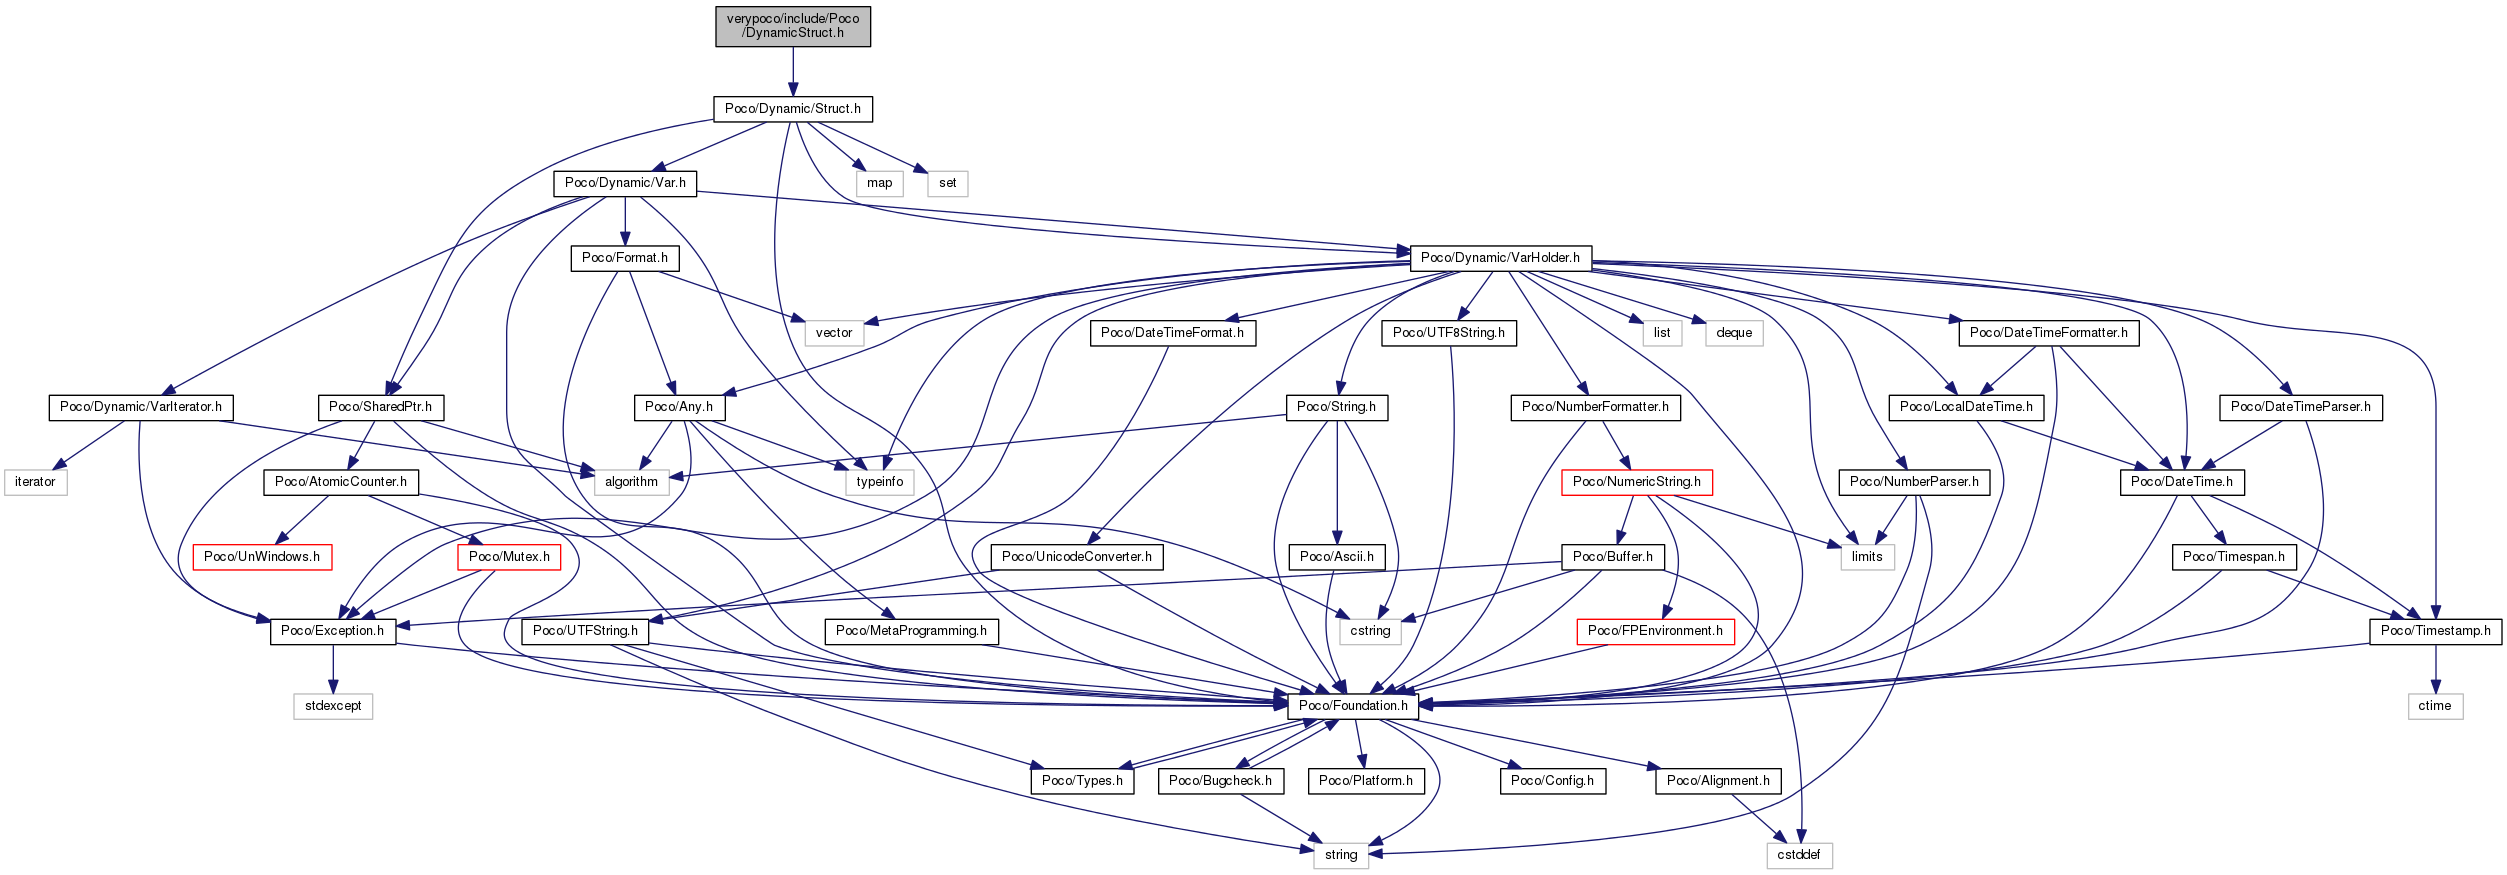 verypoco/include/Poco
/DynamicStruct.h
Poco/Dynamic/Struct.h
Poco/Dynamic/Var.h
map
set
Poco/Format.h
Poco/Dynamic/VarHolder.h
vector
Poco/DateTimeFormat.h
Poco/UTF8String.h
list
deque
Poco/DateTimeFormatter.h
Poco/Dynamic/VarIterator.h
Poco/SharedPtr.h
Poco/Any.h
Poco/String.h
Poco/NumberFormatter.h
Poco/LocalDateTime.h
Poco/DateTimeParser.h
iterator
Poco/AtomicCounter.h
algorithm
typeinfo
Poco/NumericString.h
Poco/NumberParser.h
Poco/DateTime.h
Poco/UnWindows.h
Poco/Mutex.h
Poco/UnicodeConverter.h
Poco/Ascii.h
Poco/Buffer.h
limits
Poco/Timespan.h
Poco/Exception.h
Poco/UTFString.h
Poco/MetaProgramming.h
cstring
Poco/FPEnvironment.h
Poco/Timestamp.h
stdexcept
Poco/Foundation.h
ctime
Poco/Types.h
Poco/Bugcheck.h
Poco/Platform.h
Poco/Config.h
Poco/Alignment.h
string
cstddef